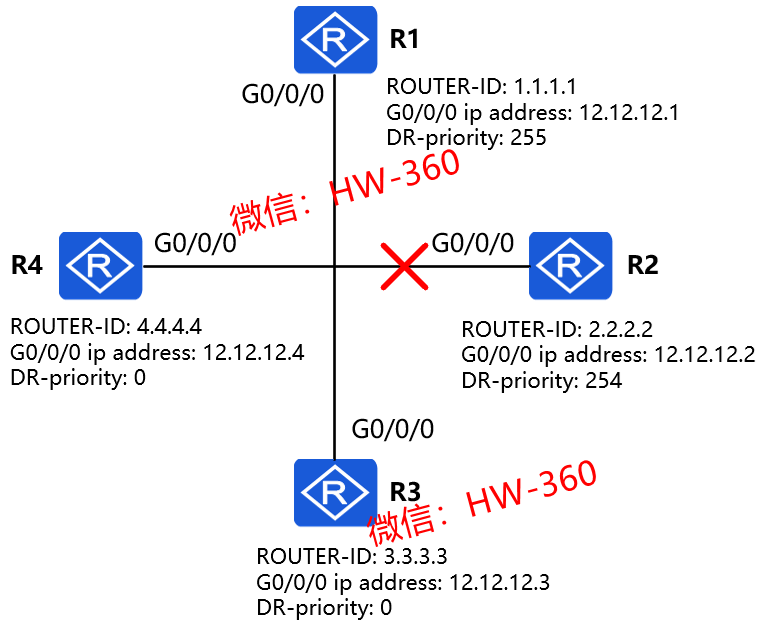 R1
G0/0/0
ROUTER-ID: 1.1.1.1
G0/0/0 ip address: 12.12.12.1
DR-priority: 255
微信：HW-360
R4
G0/0/0
G0/0/0
R2
ROUTER-ID: 4.4.4.4
G0/0/0 ip address: 12.12.12.4
DR-priority: 0
ROUTER-ID: 2.2.2.2
G0/0/0 ip address: 12.12.12.2
DR-priority: 254
G0/0/0
R3
微信：HW-360
ROUTER-ID: 3.3.3.3
G0/0/0 ip address: 12.12.12.3
DR-priority: 0
R
R
R
R